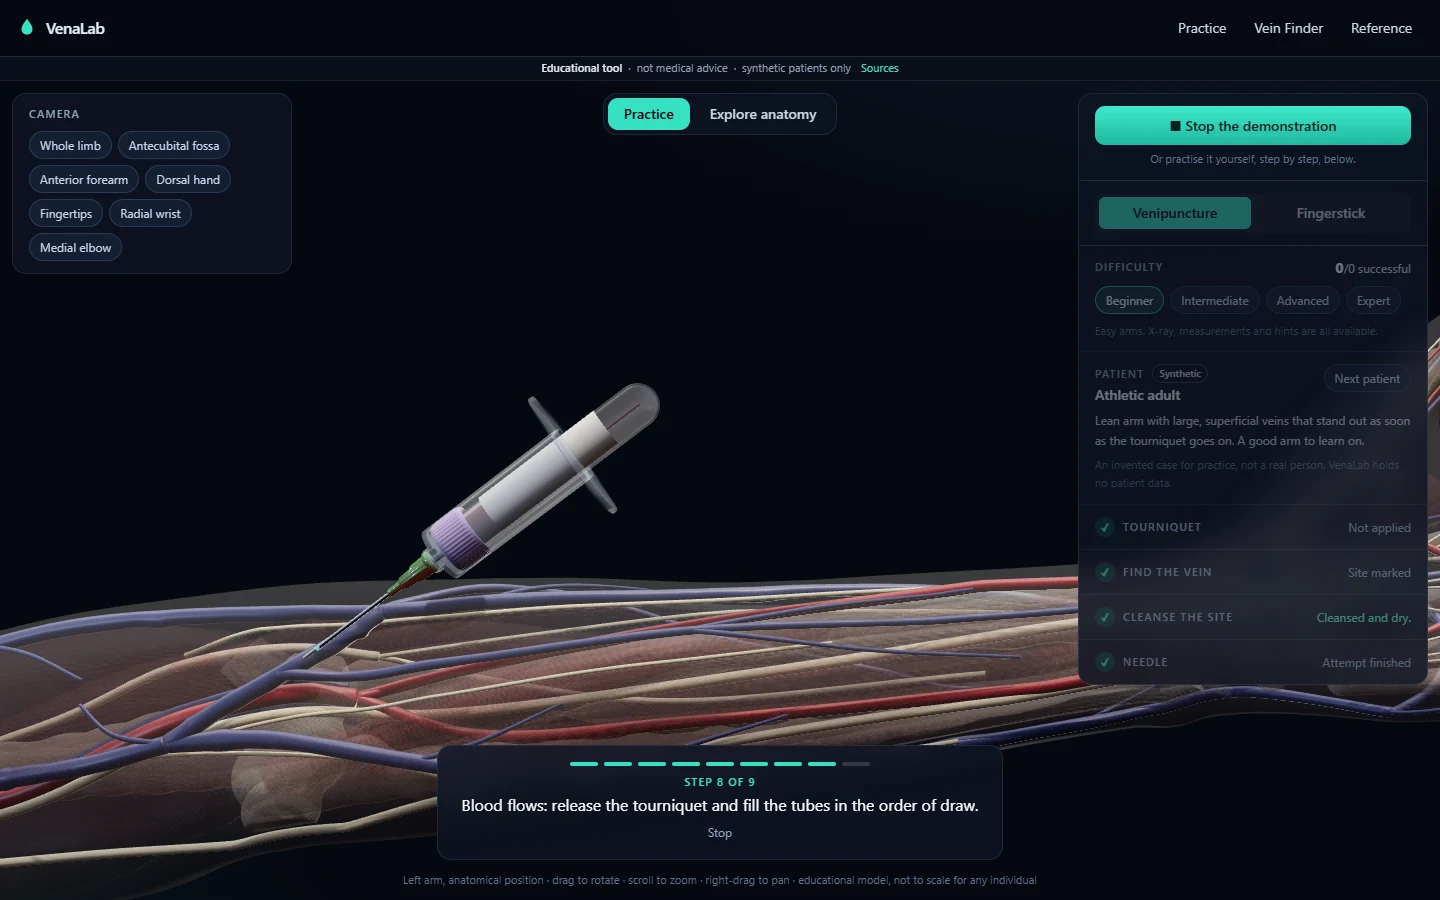 VenaLab
Practice
Vein Finder
Reference
Educational tool · not medical advice · synthetic patients only Sources
CAMERA
Whole limb
Antecubital fossa
Anterior forearm
Dorsal hand
Fingertips
Radial wrist
Medial elbow
Practice
Explore anatomy
Stop the demonstration
Or practise it yourself, step by step, below.
Venipuncture
Fingerstick
DIFFICULTY
0/0 successful
Beginner
Intermediate
Advanced
Expert
Easy arms. X-ray, measurements and hints are all available.
PATIENT
Synthetic
Next patient
Athletic adult
Lean arm with large, superficial veins that stand out as soon
as the tourniquet goes on. A good arm to learn on.
An invented case for practice, not a real person. VenaLab holds
no patient data.
TOURNIQUET
Not applied
FIND THE VEIN
Site marked
CLEANSE THE SITE
Cleansed and dry.
NEEDLE
Attempt finished
STEP 8 OF 9
Blood flows: release the tourniquet and fill the tubes in the order of draw.
Stop
Left arm, anatomical position · drag to rotate · scroll to zoom · right-drag to pan · educational model, not to scale for any individual